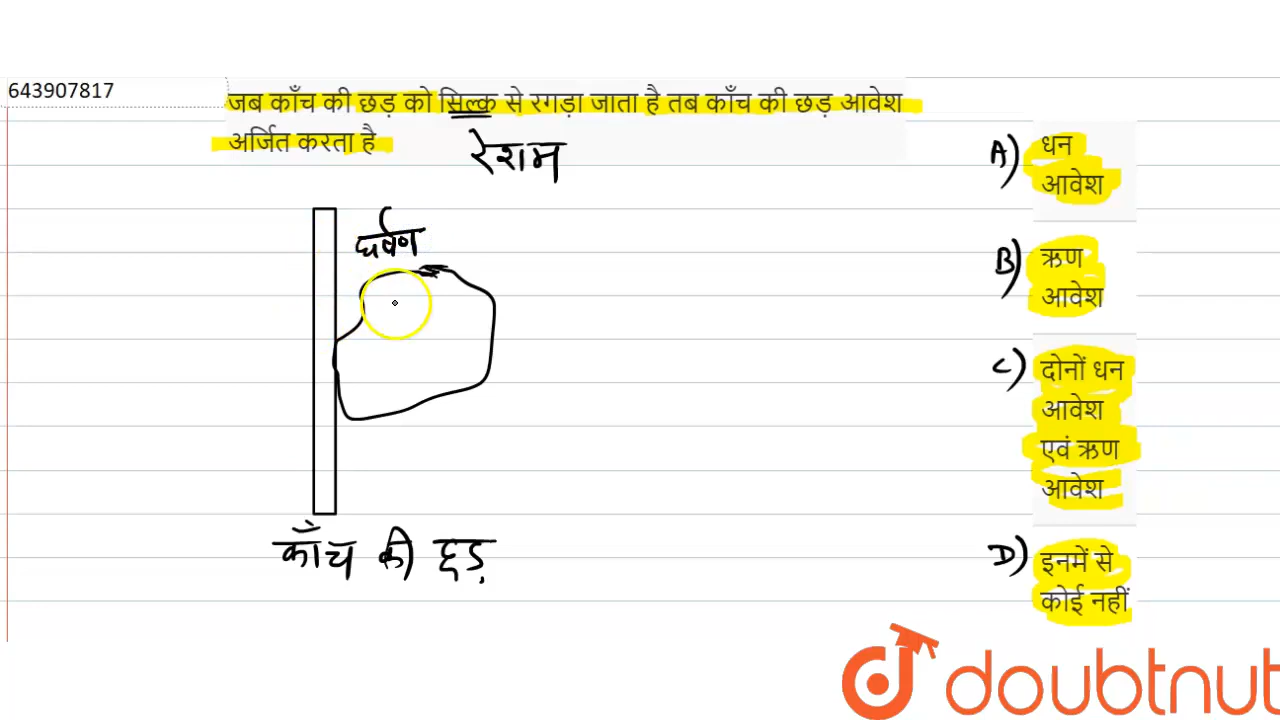 643907817
जब काँच की छड़ को सिल्क से रगड़ा जाता है तब काँच की छड़ आवेश
अर्जित करता है
रेशम
घर्षण
काँच की छड़
A) धन
आवेश
B) ऋण
आवेश
C) दोनों धन
आवेश
एवं ऋण
आवेश
D) इनमें से
कोई नहीं
doubtnut